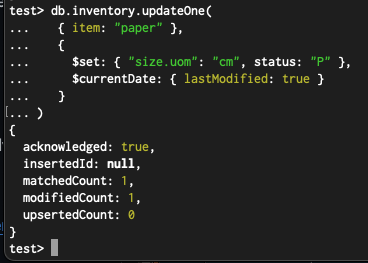 test> db.inventory.updateOne(
...    { item: "paper" },
...    {
...      $set: { "size.uom": "cm", status: "P" },
...      $currentDate: { lastModified: true }
...    }
... )
{
  acknowledged: true,
  insertedId: null,
  matchedCount: 1,
  modifiedCount: 1,
  upsertedCount: 0
}
test>